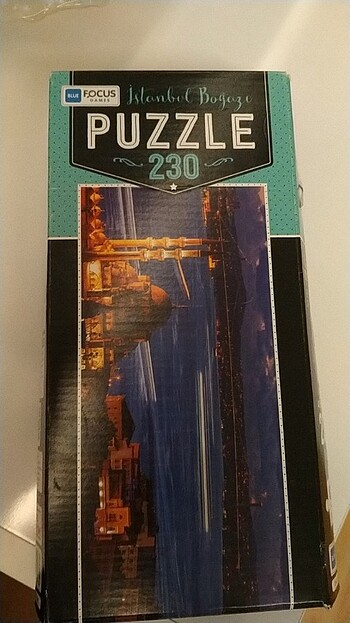 BLUE FOCUS GAMES
İstanbul Boğazı
PUZZLE
230